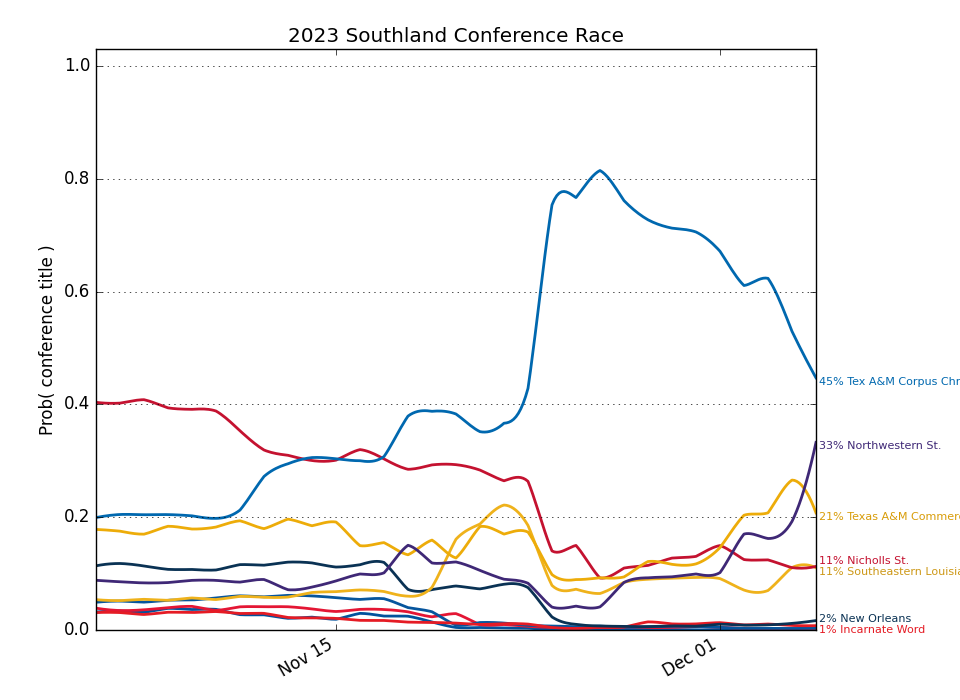 2023 Southland Conference Race
Prob( conference title )
1.0
0.8
0.6
0.4
0.2
0.0
Nov 15
Dec 01
45% Tex A&M Corpus Chr
33% Northwestern St.
21% Texas A&M Commerc
11% Nicholls St.
11% Southeastern Louisia
2% New Orleans
1% Incarnate Word